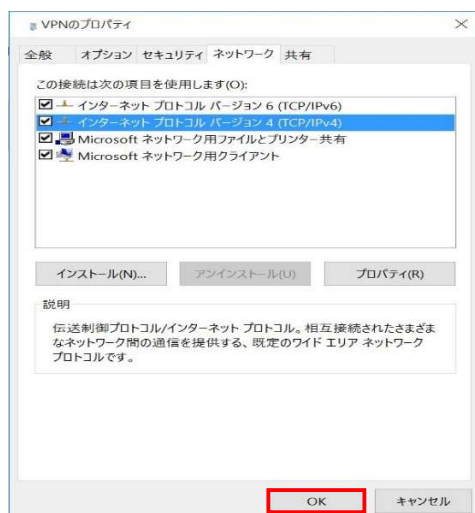 VPNのプロパティ
全般 オプション セキュリティ ネットワーク 共有
この接続は次の項目を使用します(O):
インターネット プロトコル バージョン 6 (TCP/IPv6)
インターネット プロトコル バージョン 4 (TCP/IPv4)
Microsoft ネットワーク用ファイルとプリンター共有
Microsoft ネットワーク用クライアント
インストール(N)... アンインストール(U) プロパティ(R)
説明
伝送制御プロトコル/インターネット プロトコル。相互接続されたさまざま
なネットワーク間の通信を提供する、既定のワイド エリア ネットワーク
プロトコルです。
OK キャンセル